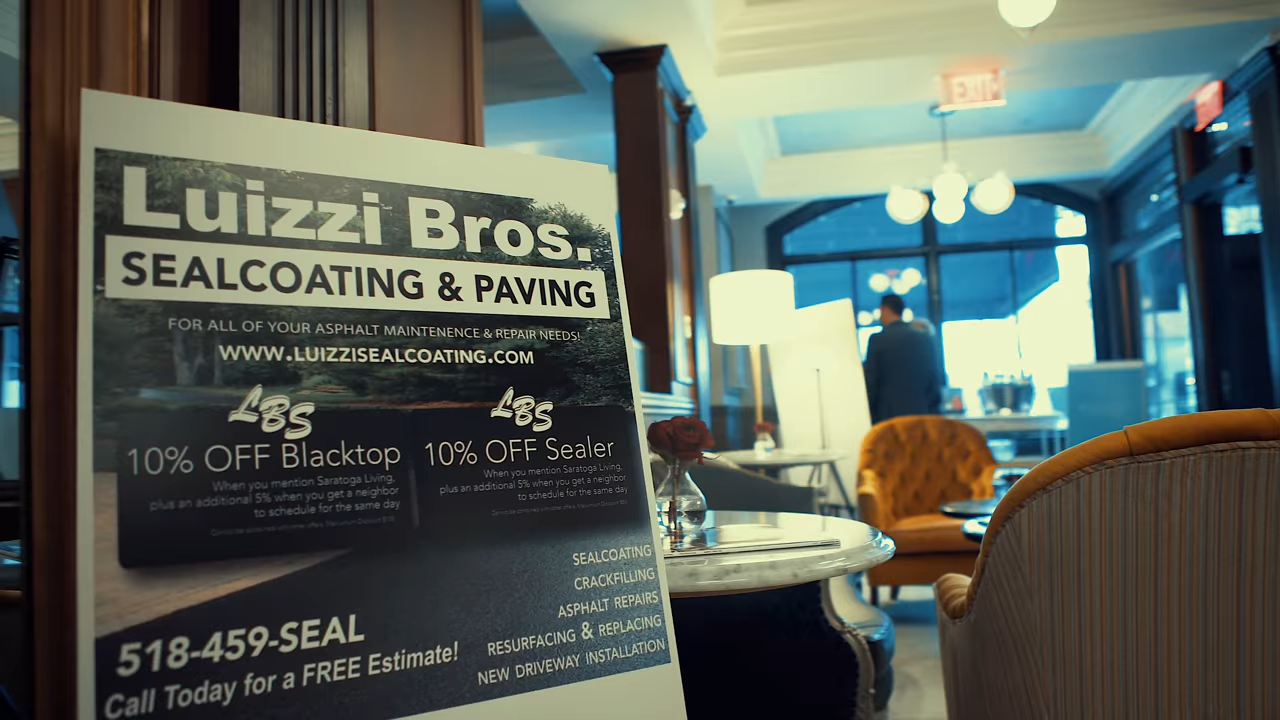 Luizzi Bros.
SEALCOATING & PAVING
FOR ALL OF YOUR ASPHALT MAINTENENCE & REPAIR NEEDS!
WWW.LUIZZISEALCOATING.COM
LBS
10% OFF Blacktop
When you mention Saratoga Living,
plus an additional 5% when you get a neighbor
to schedule for the same day
LBS
10% OFF Sealer
When you mention Saratoga Living,
plus an additional 5% when you get a neighbor
to schedule for the same day
SEALCOATING
CRACKFILLING
ASPHALT REPAIRS
RESURFACING & REPLACING
NEW DRIVEWAY INSTALLATION
518-459-SEAL
Call Today for a FREE Estimate!
EXIT